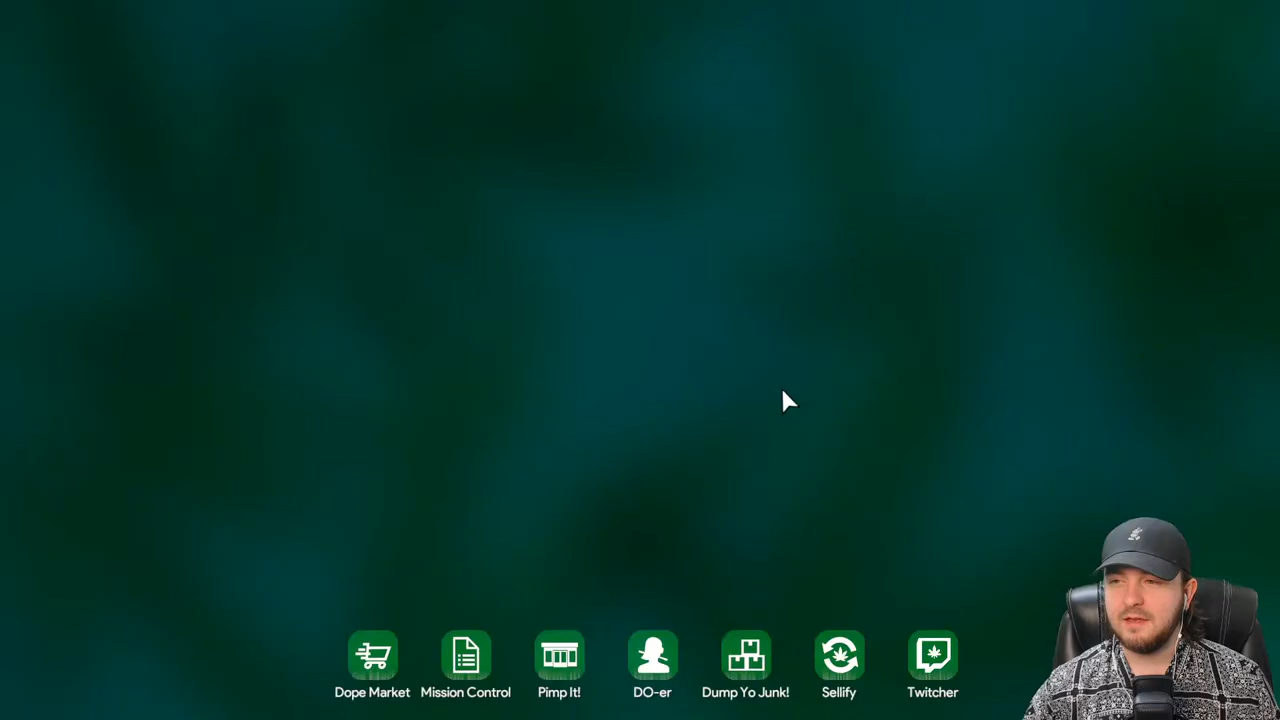 Dope Market
Mission Control
Pimp It!
DO-er
Dump Yo Junk!
Sellify
Twitcher